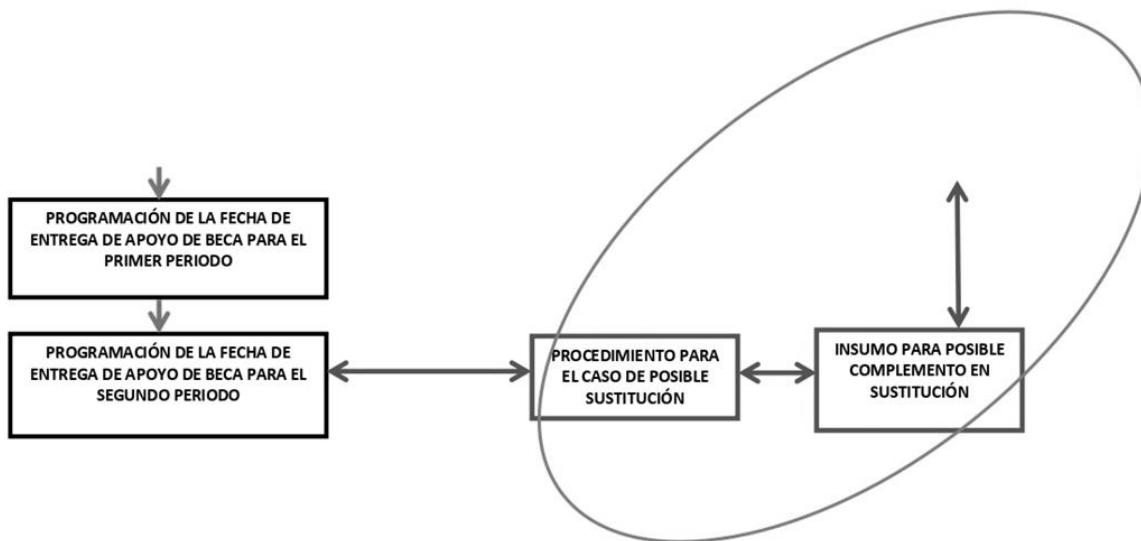 PROGRAMACIÓN DE LA FECHA DE
ENTREGA DE APOYO DE BECA PARA EL
PRIMER PERIODO
PROGRAMACIÓN DE LA FECHA DE
ENTREGA DE APOYO DE BECA PARA EL
SEGUNDO PERIODO
PROCEDIMIENTO PARA
EL CASO DE POSIBLE
SUSTITUCIÓN
INSUMO PARA POSIBLE
COMPLEMENTO EN
SUSTITUCIÓN